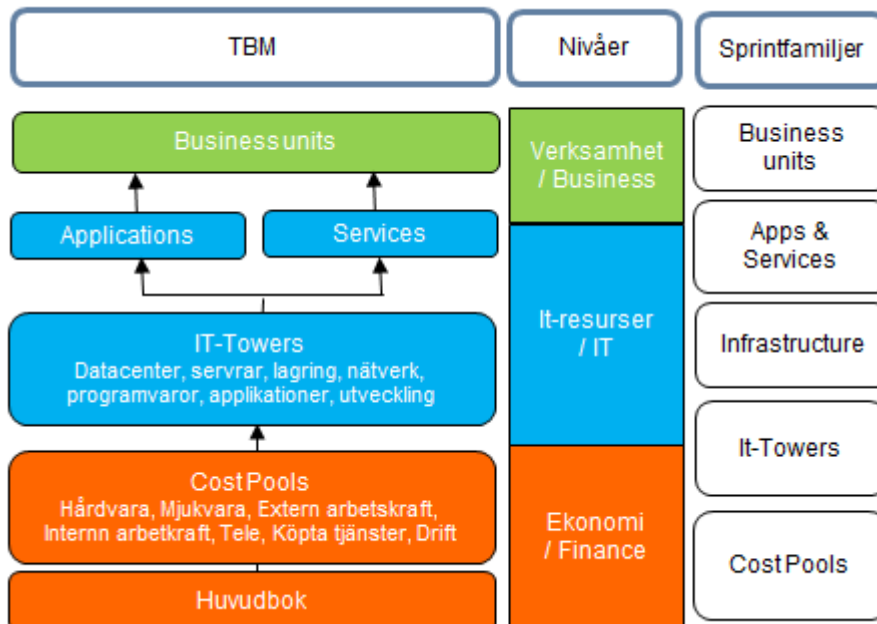 TBM
Business units
Applications
Services
IT-Towers
Datacenter, servrar, lagring, nätverk,
programvaror, applikationer, utveckling
Cost Pools
Hårdvara, Mjukvara, Extern arbetskraft,
Internn arbetkraft, Tele, Köpta tjänster, Drift
Huvudbok
Nivåer
Verksamhet
/ Business
It-resurser
/ IT
Ekonomi
/ Finance
Sprintfamiljer
Business
units
Apps &
Services
Infrastructure
It-Towers
Cost Pools